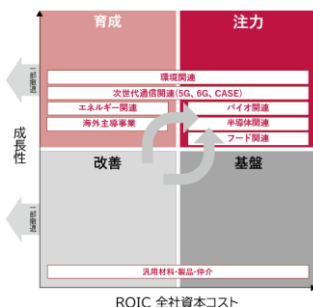 育成
注力
環境関連
次世代通信関連(5G、6G、CASE)
エネルギー関連
バイオ関連
海外主導事業
半導体関連
フード関連
一部撤退
成長性
改善
基盤
一部撤退
汎用材料・製品・仲介
ROIC 全社資本コスト